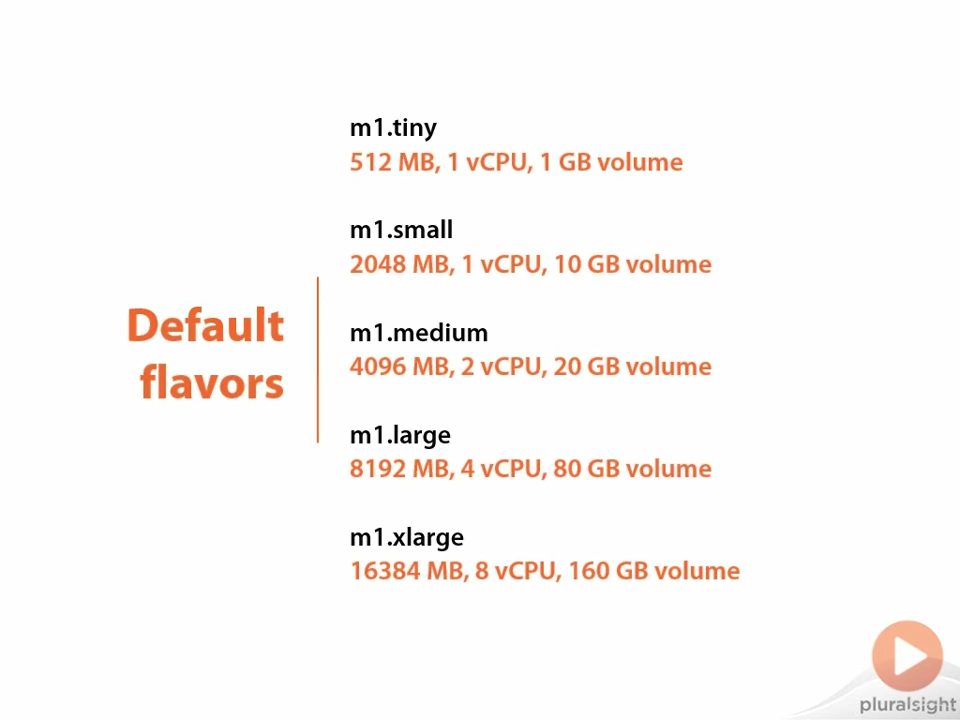 Default
flavors
m1.tiny
512 MB, 1 vCPU, 1 GB volume
m1.small
2048 MB, 1 vCPU, 10 GB volume
m1.medium
4096 MB, 2 vCPU, 20 GB volume
m1.large
8192 MB, 4 vCPU, 80 GB volume
m1.xlarge
16384 MB, 8 vCPU, 160 GB volume
pluralsight